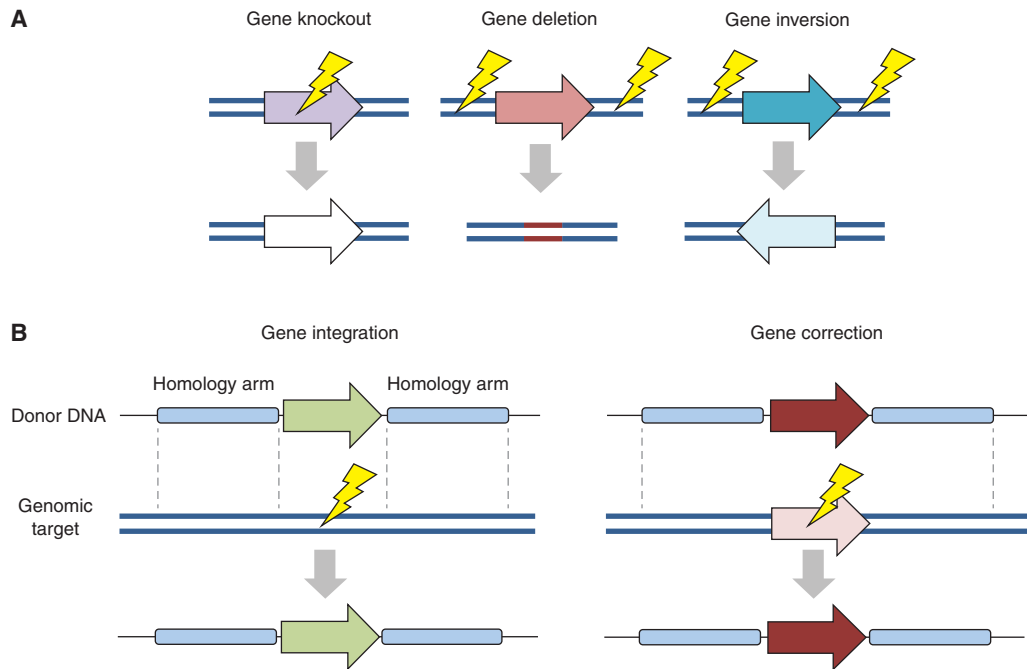 A
Gene knockout
Gene deletion
Gene inversion
B
Gene integration
Gene correction
Homology arm
Homology arm
Donor DNA
Genomic
target